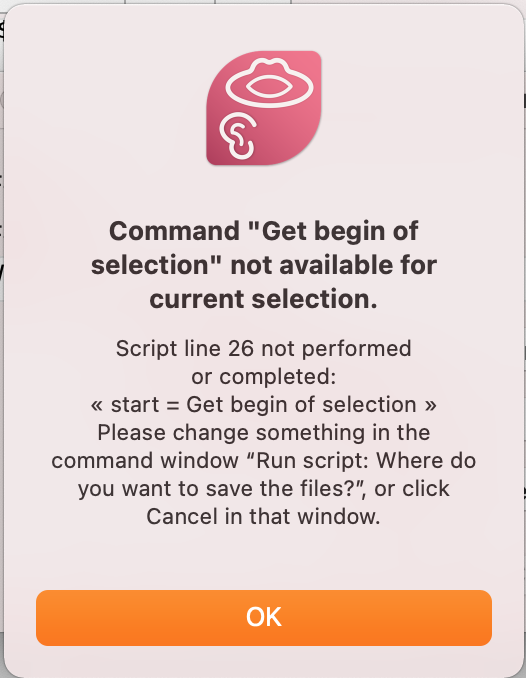 Command "Get begin of
selection" not available for
current selection.
Script line 26 not performed
or completed:
« start = Get begin of selection »
Please change something in the
command window “Run script: Where do
you want to save the files?”, or click
Cancel in that window.
OK